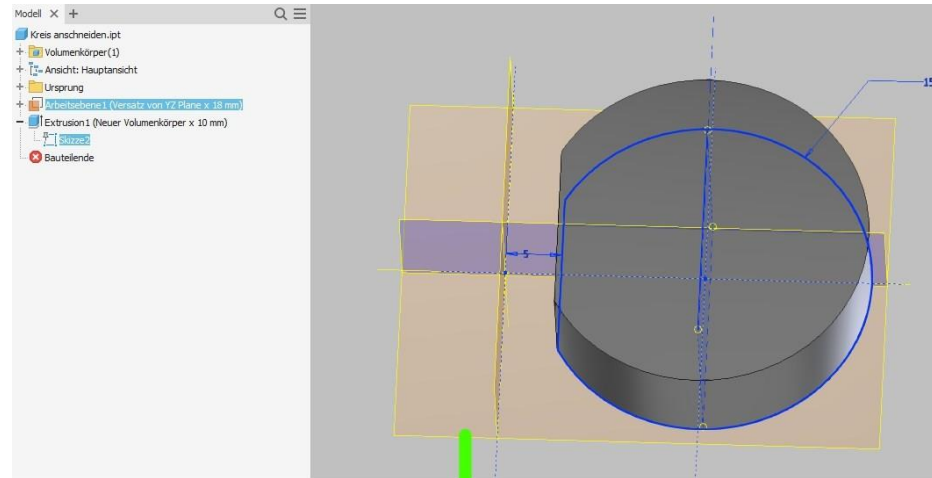 Modell × +
Kreis anschneiden.ipt
Volumenkörper(1)
Ansicht: Hauptansicht
Ursprung
Arbeitsebene1 (Versatz von YZ Plane x 18 mm)
Extrusion1 (Neuer Volumenkörper x 10 mm)
Skizze2
Bauteilende
15
5